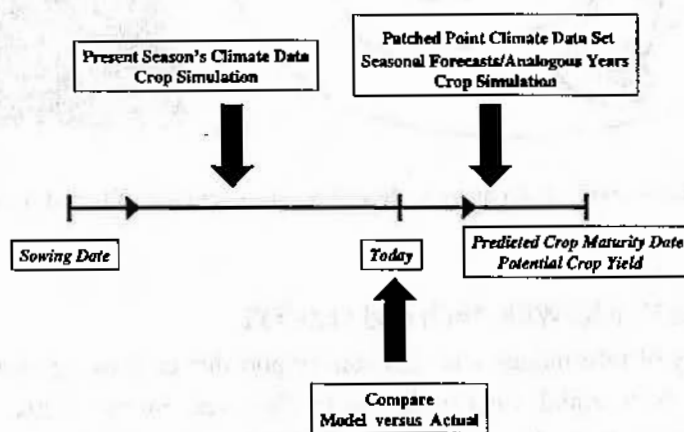 Present Season's Climate Data
Crop Simulation
Patched Point Climate Data Set
Seasonal Forecasts/Analogous Years
Crop Simulation
Sowing Date
Today
Predicted Crop Maturity Date
Potential Crop Yield
Compare
Model versus Actual